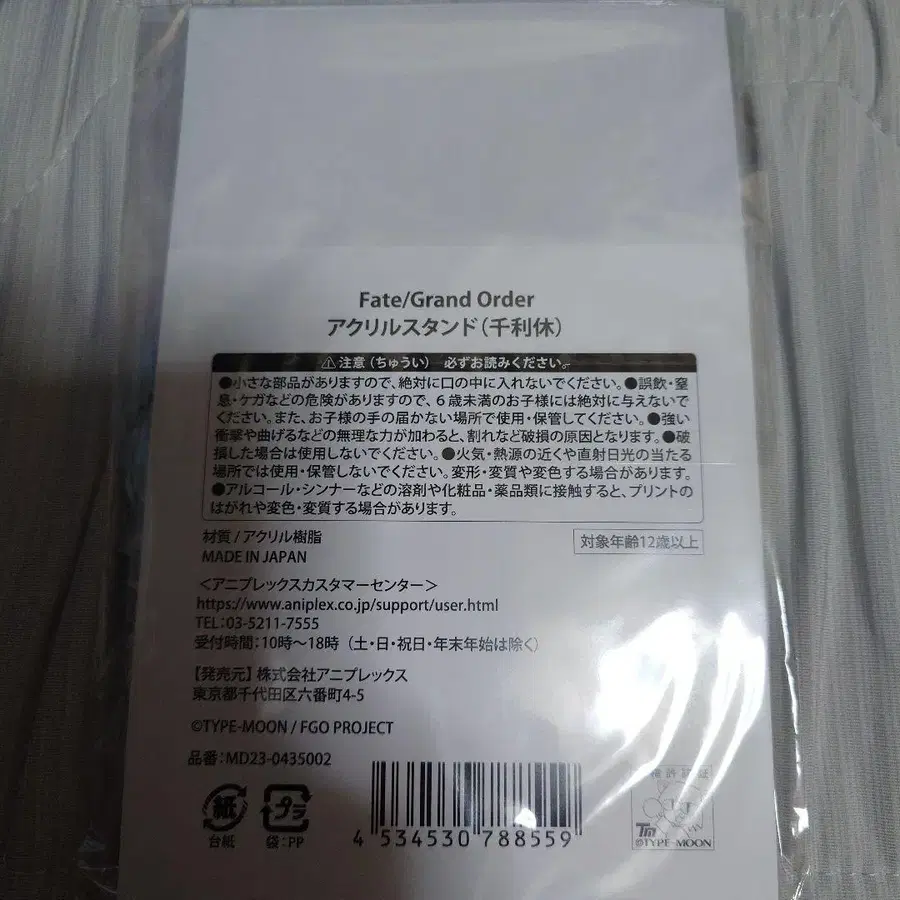 Fate/Grand Order
アクリルスタンド(千利休)
⚠注意(ちゅうい) 必ずお読みください。
●小さな部品がありますので、絶対に口の中に入れないでください。●誤飲・窒
息・ケガなどの危険がありますので、6歳未満のお子様には絶対に与えないで
ください。また、お子様の手の届かない場所で使用・保管してください。●強い
衝撃や曲げるなどの無理な力が加わると、割れなど破損の原因となります。●破
損した場合は使用しないでください。●火気・熱源の近くや直射日光の当たる
場所では使用・保管しないでください。変形・変質や変色する場合があります。
●アルコール・シンナーなどの溶剤や化粧品・薬品類に接触すると、プリントの
はがれや変色・変質する場合があります。
材質/アクリル樹脂
MADE IN JAPAN
対象年齢12歳以上
<アニプレックスカスタマーセンター>
https://www.aniplex.co.jp/support/user.html
TEL:03-5211-7555
受付時間:10時〜18時(土・日・祝日・年末年始は除く)
【発売元】株式会社アニプレックス
東京都千代田区六番町4-5
©TYPE-MOON / FGO PROJECT
品番:MD23-0435002
紙
台紙
プラ
袋:PP
4 534530 788559
TM
©TYPE-MOON